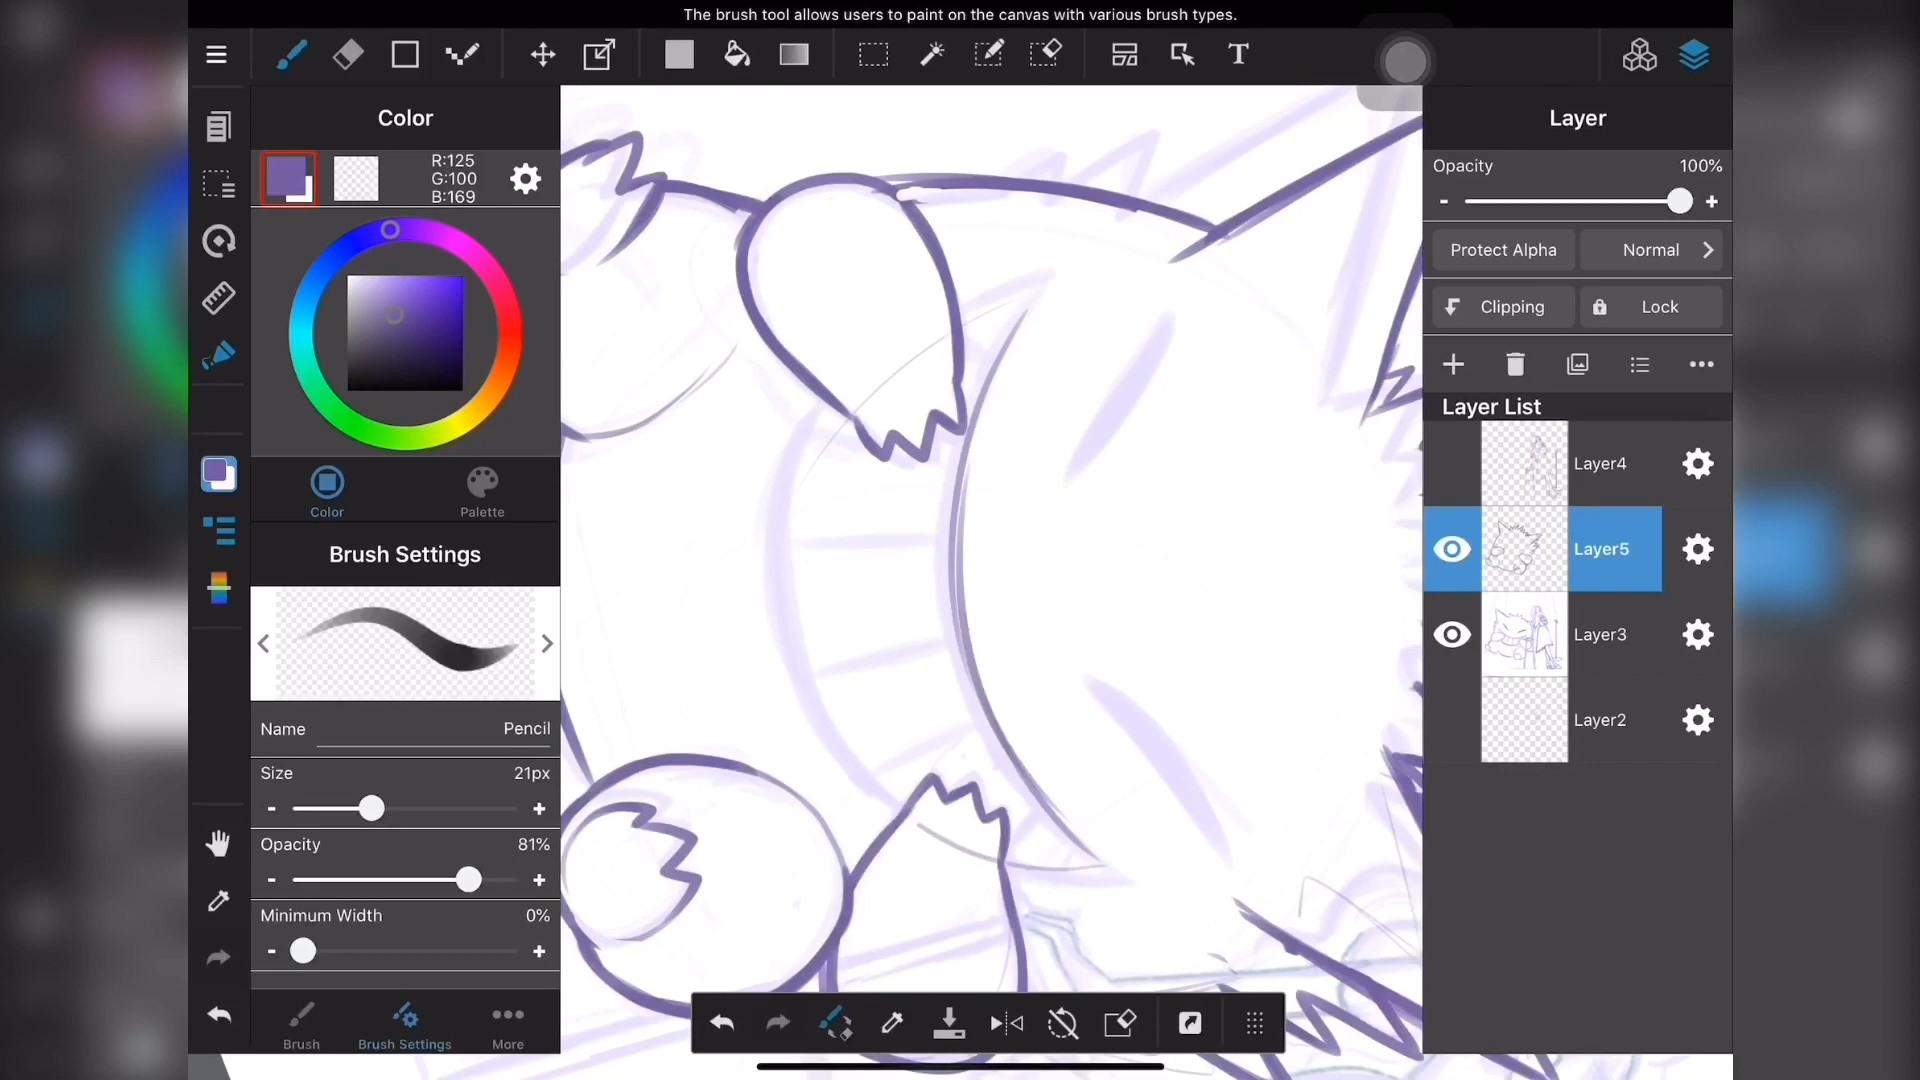 The brush tool allows users to paint on the canvas with various brush types.
T
Color
R:125
G:100
B:169
Color
Palette
Brush Settings
Name Pencil
Size 21px
- +
Opacity 81%
- +
Minimum Width 0%
- +
Brush
Brush Settings
More
Layer
Opacity 100%
- +
Protect Alpha
Normal
Clipping
Lock
Layer List
Layer4
Layer5
Layer3
Layer2